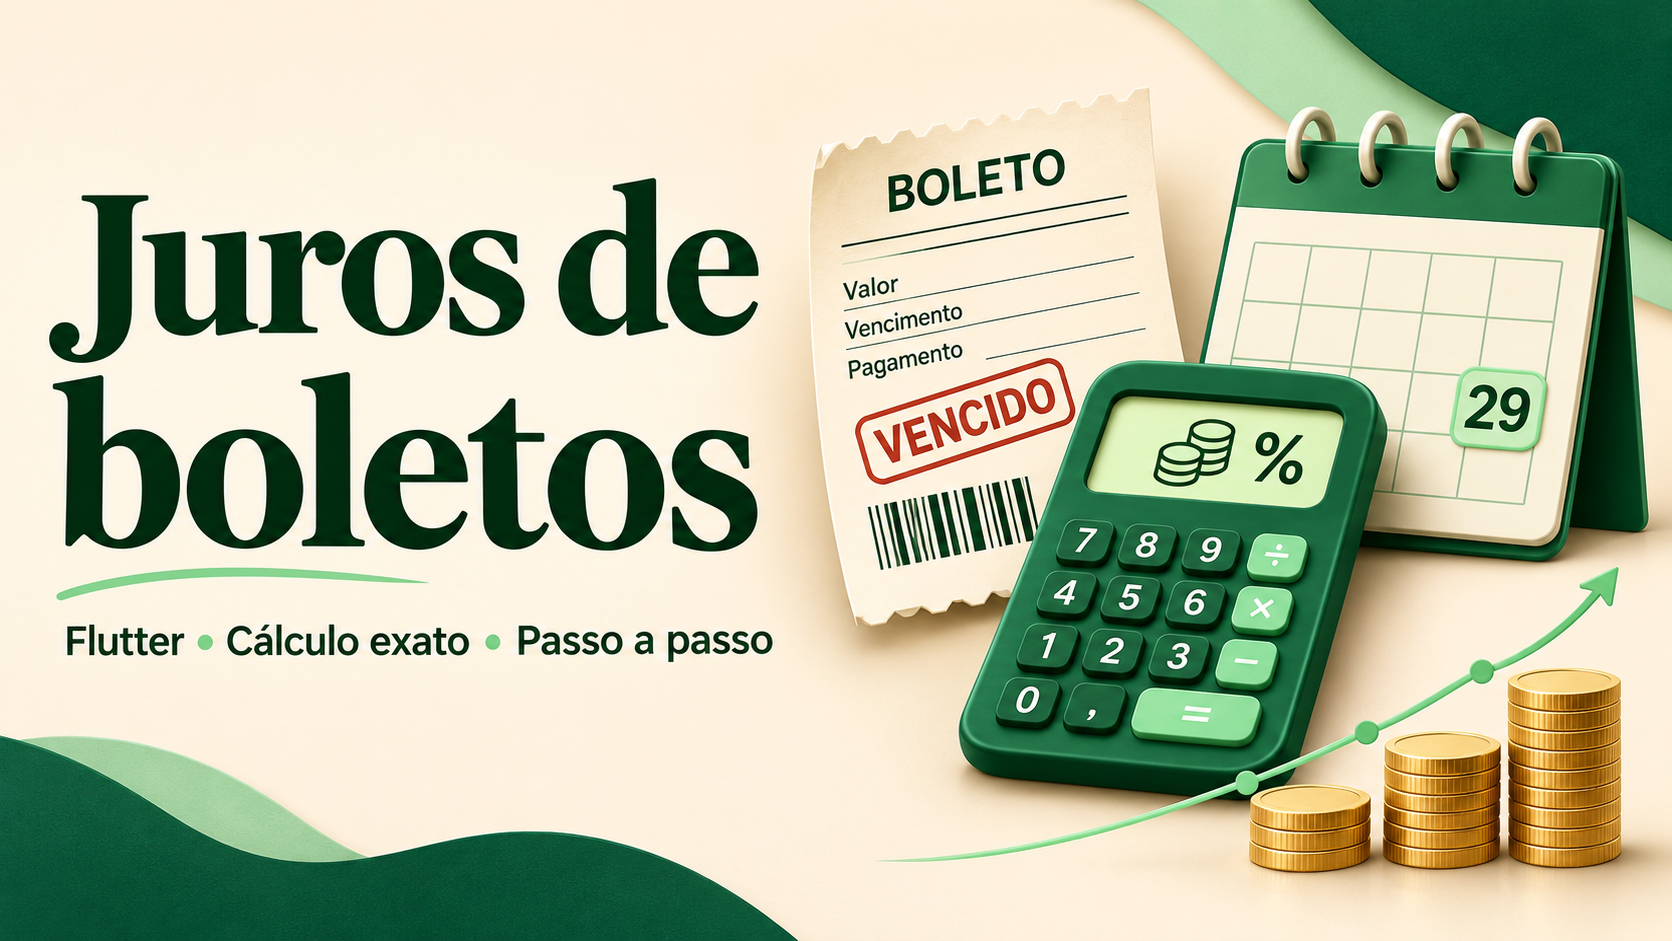 Juros de
boletos
Flutter • Cálculo exato • Passo a passo
BOLETO
Valor
Vencimento
Pagamento
VENCIDO
29
%
7 8 9 ÷
4 5 6 ×
1 2 3 −
0 , =